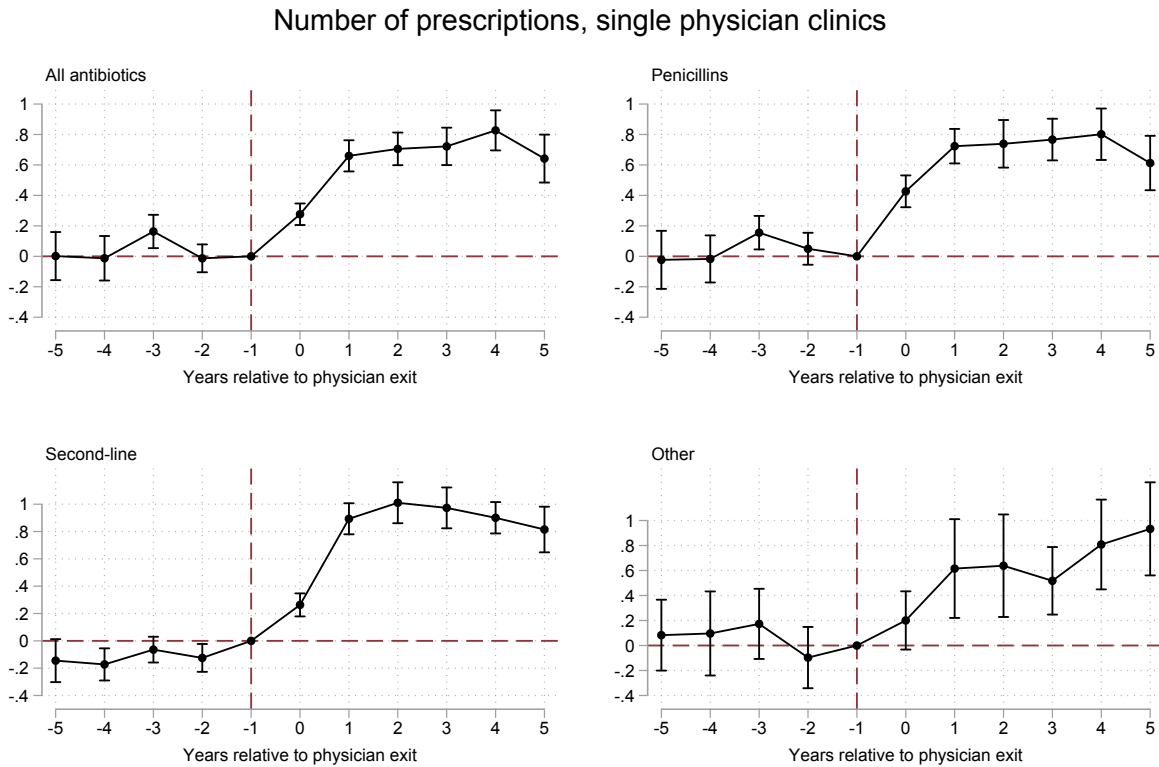 Number of prescriptions, single physician clinics
All antibiotics
1
.8
.6
.4
.2
0
-.2
-.4
-5 -4 -3 -2 -1 0 1 2 3 4 5
Years relative to physician exit
Penicillins
1
.8
.6
.4
.2
0
-.2
-.4
-5 -4 -3 -2 -1 0 1 2 3 4 5
Years relative to physician exit
Second-line
1
.8
.6
.4
.2
0
-.2
-.4
-5 -4 -3 -2 -1 0 1 2 3 4 5
Years relative to physician exit
Other
1
.8
.6
.4
.2
0
-.2
-.4
-5 -4 -3 -2 -1 0 1 2 3 4 5
Years relative to physician exit